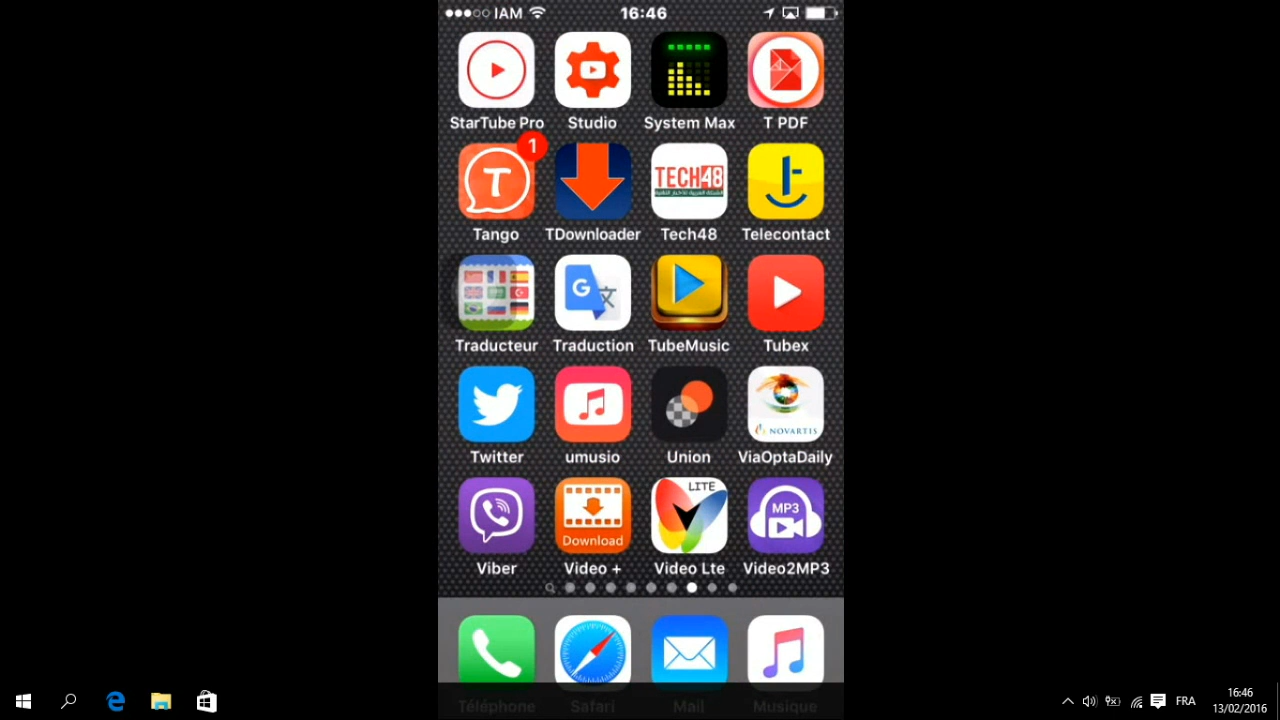 IAM 16:46
StarTube Pro Studio System Max T PDF
1
T TECH48
Tango TDownloader Tech48 Telecontact
G
Traducteur Traduction TubeMusic Tubex
NOVARTIS
Twitter umusio Union ViaOptaDaily
LITE
MP3
Download
Viber Video + Video Lte Video2MP3
Téléphone Safari Mail Musique
FRA 16:46
13/02/2016